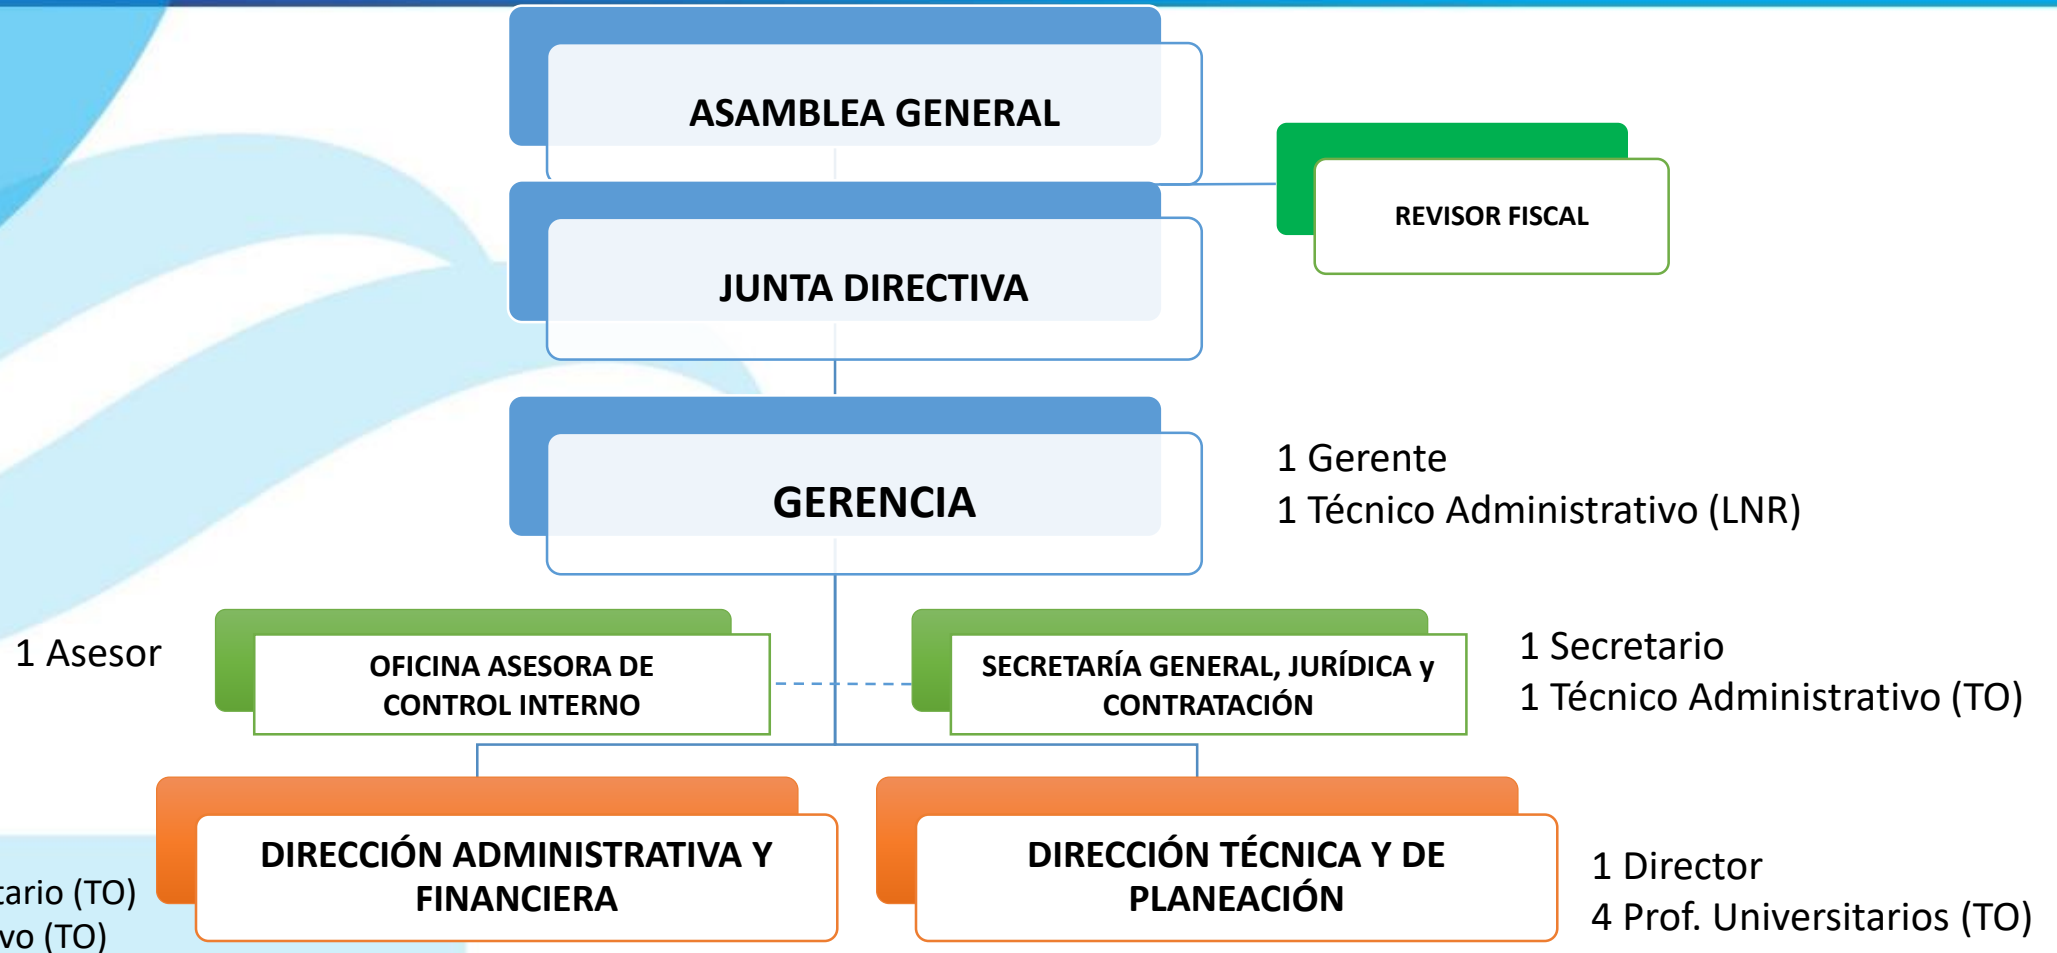 ASAMBLEA GENERAL
REVISOR FISCAL
JUNTA DIRECTIVA
GERENCIA
1 Gerente
1 Técnico Administrativo (LNR)
1 Asesor
OFICINA ASESORA DE
CONTROL INTERNO
SECRETARÍA GENERAL, JURÍDICA y
CONTRATACIÓN
1 Secretario
1 Técnico Administrativo (TO)
(TO)
(TO)
DIRECCIÓN ADMINISTRATIVA Y
FINANCIERA
DIRECCIÓN TÉCNICA Y DE
PLANEACIÓN
1 Director
4 Prof. Universitarios (TO)